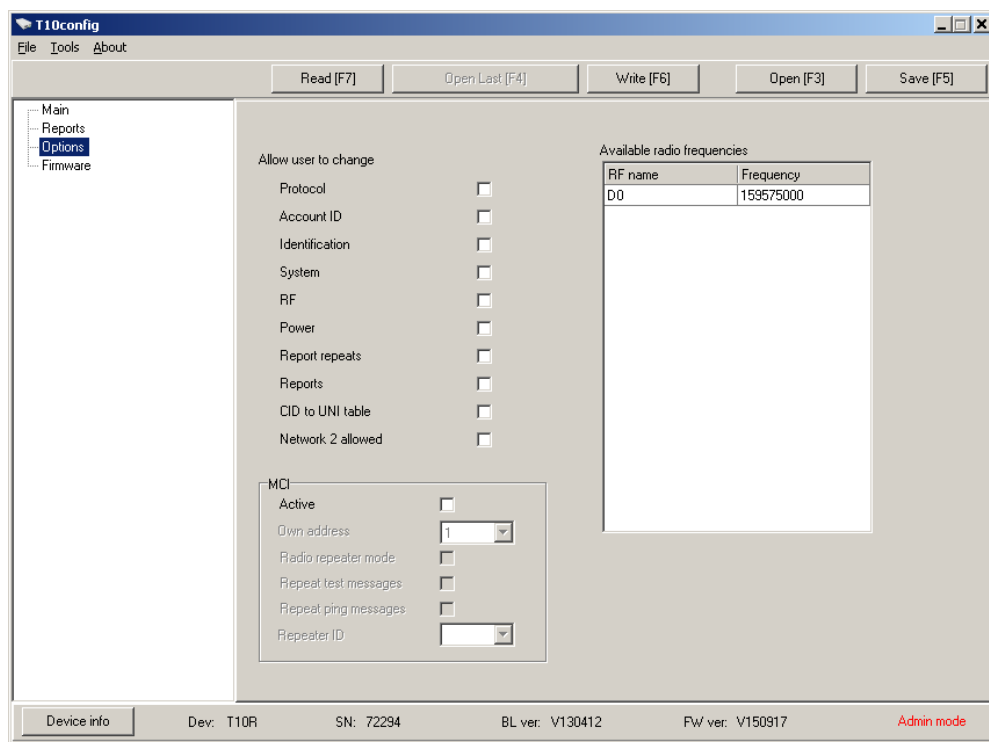 T10config
File Tools About
Read [F7] Open Last [F4] Write [F6] Open [F3] Save [F5]
Main
Reports
Options
Firmware
Allow user to change
Protocol
Account ID
Identification
System
RF
Power
Report repeats
Reports
CID to UNI table
Network 2 allowed
MCI
Active
Own address 1
Radio repeater mode
Repeat test messages
Repeat ping messages
Repeater ID
Available radio frequencies
RF name Frequency
D0 159575000
Device info Dev: T10R SN: 72294 BL ver: V130412 FW ver: V150917 Admin mode